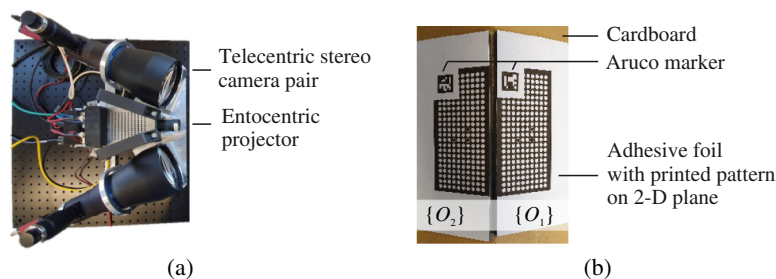 Telecentric stereo
camera pair
Entocentric
projector
(a)
Cardboard
Aruco marker
Adhesive foil
with printed pattern
on 2-D plane
{O₂}
{O₁}
(b)